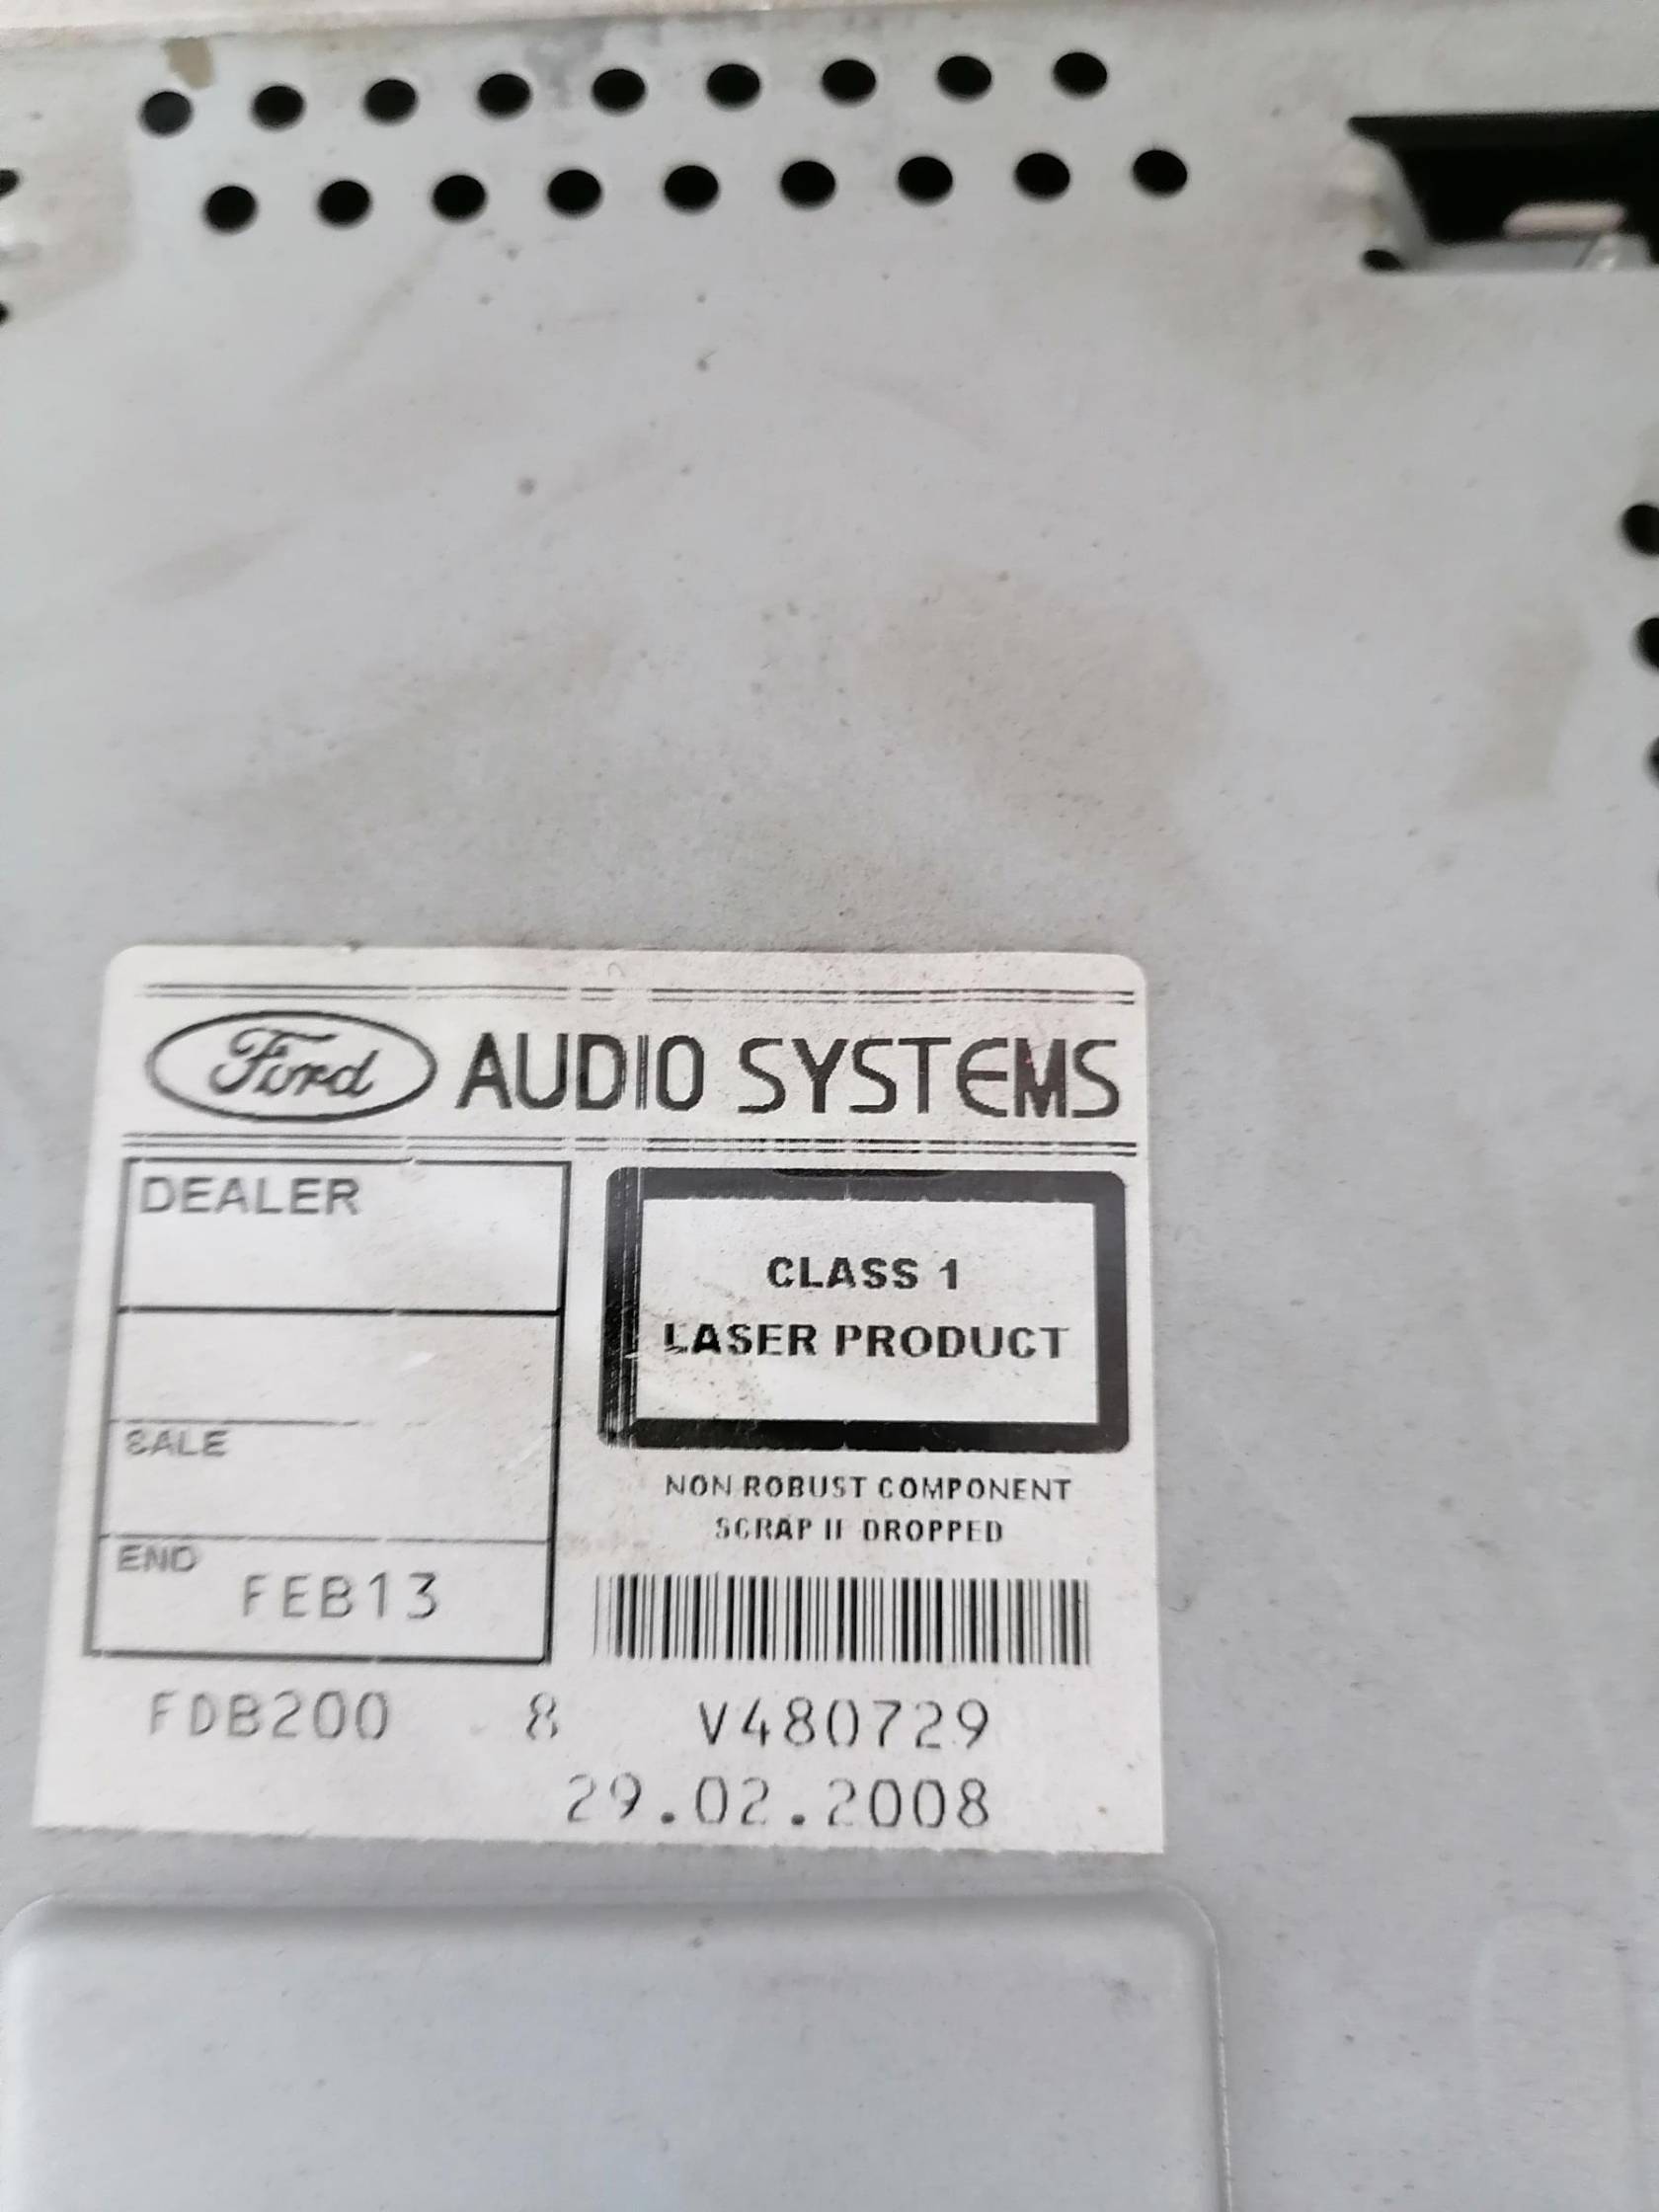 Ford AUDIO SYSTEMS
DEALER
CLASS 1
LASER PRODUCT
SALE
NON ROBUST COMPONENT
SCRAP IF DROPPED
END
FEB13
FDB200 8 V480729
29.02.2008